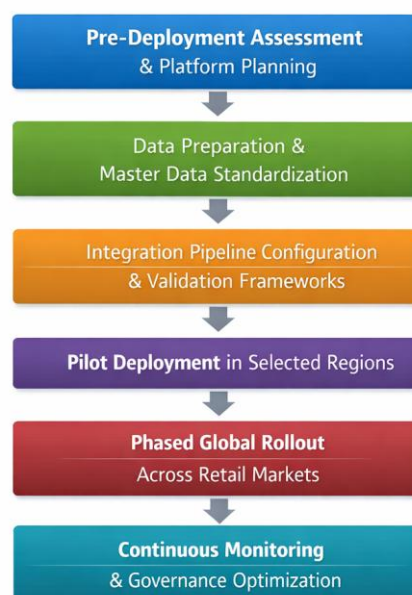 Pre-Deployment Assessment
& Platform Planning
Data Preparation &
Master Data Standardization
Integration Pipeline Configuration
& Validation Frameworks
Pilot Deployment in Selected Regions
Phased Global Rollout
Across Retail Markets
Continuous Monitoring
& Governance Optimization